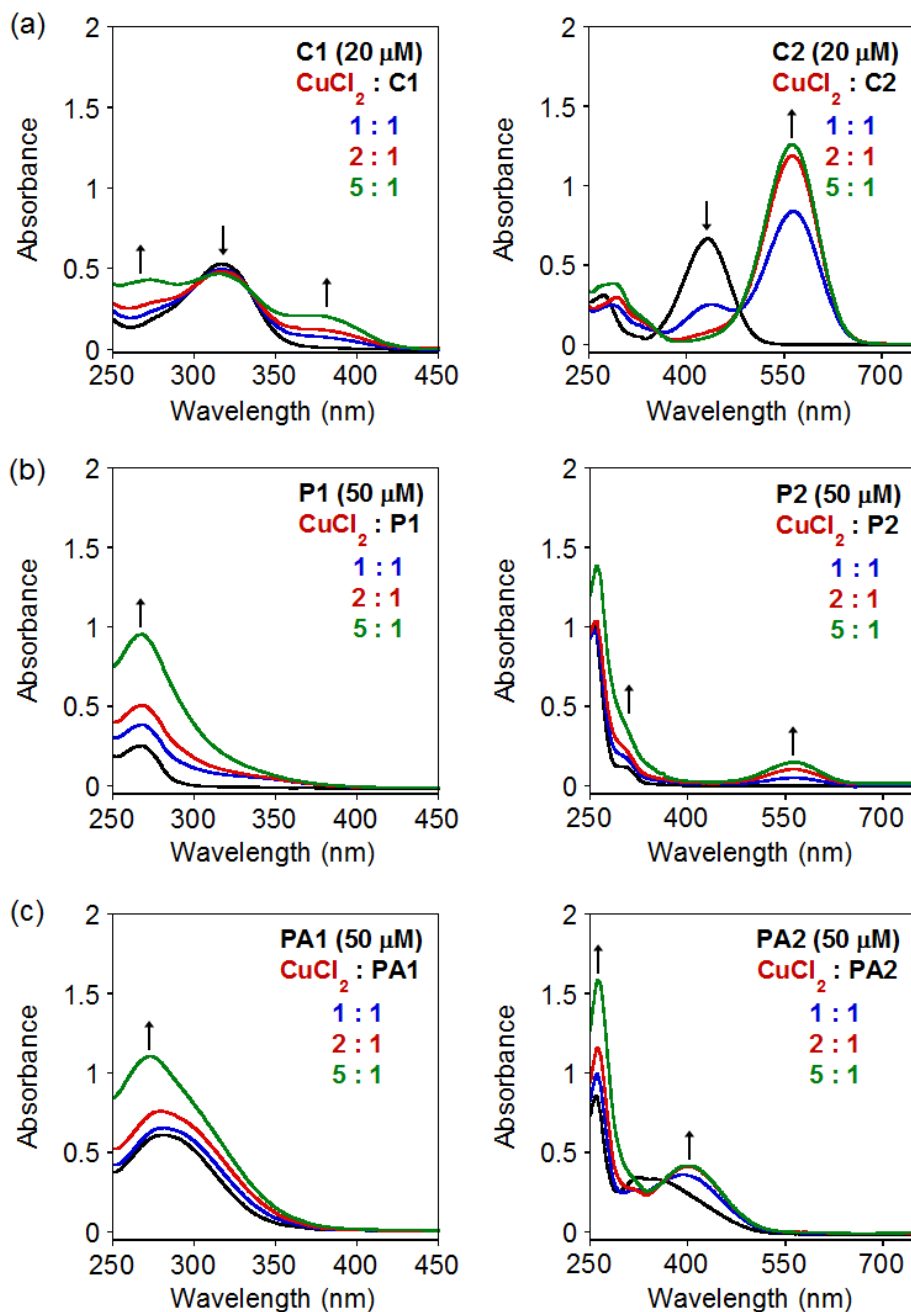 (a)
C1 (20 μM)
CuCl2 : C1
1 : 1
2 : 1
5 : 1
Absorbance
2
1.5
1
0.5
0
250 300 350 400 450
Wavelength (nm)
C2 (20 μM)
CuCl2 : C2
1 : 1
2 : 1
5 : 1
Absorbance
2
1.5
1
0.5
0
250 400 550 700
Wavelength (nm)
(b)
P1 (50 μM)
CuCl2 : P1
1 : 1
2 : 1
5 : 1
Absorbance
2
1.5
1
0.5
0
250 300 350 400 450
Wavelength (nm)
P2 (50 μM)
CuCl2 : P2
1 : 1
2 : 1
5 : 1
Absorbance
2
1.5
1
0.5
0
250 400 550 700
Wavelength (nm)
(c)
PA1 (50 μM)
CuCl2 : PA1
1 : 1
2 : 1
5 : 1
Absorbance
2
1.5
1
0.5
0
250 300 350 400 450
Wavelength (nm)
PA2 (50 μM)
CuCl2 : PA2
1 : 1
2 : 1
5 : 1
Absorbance
2
1.5
1
0.5
0
250 400 550 700
Wavelength (nm)